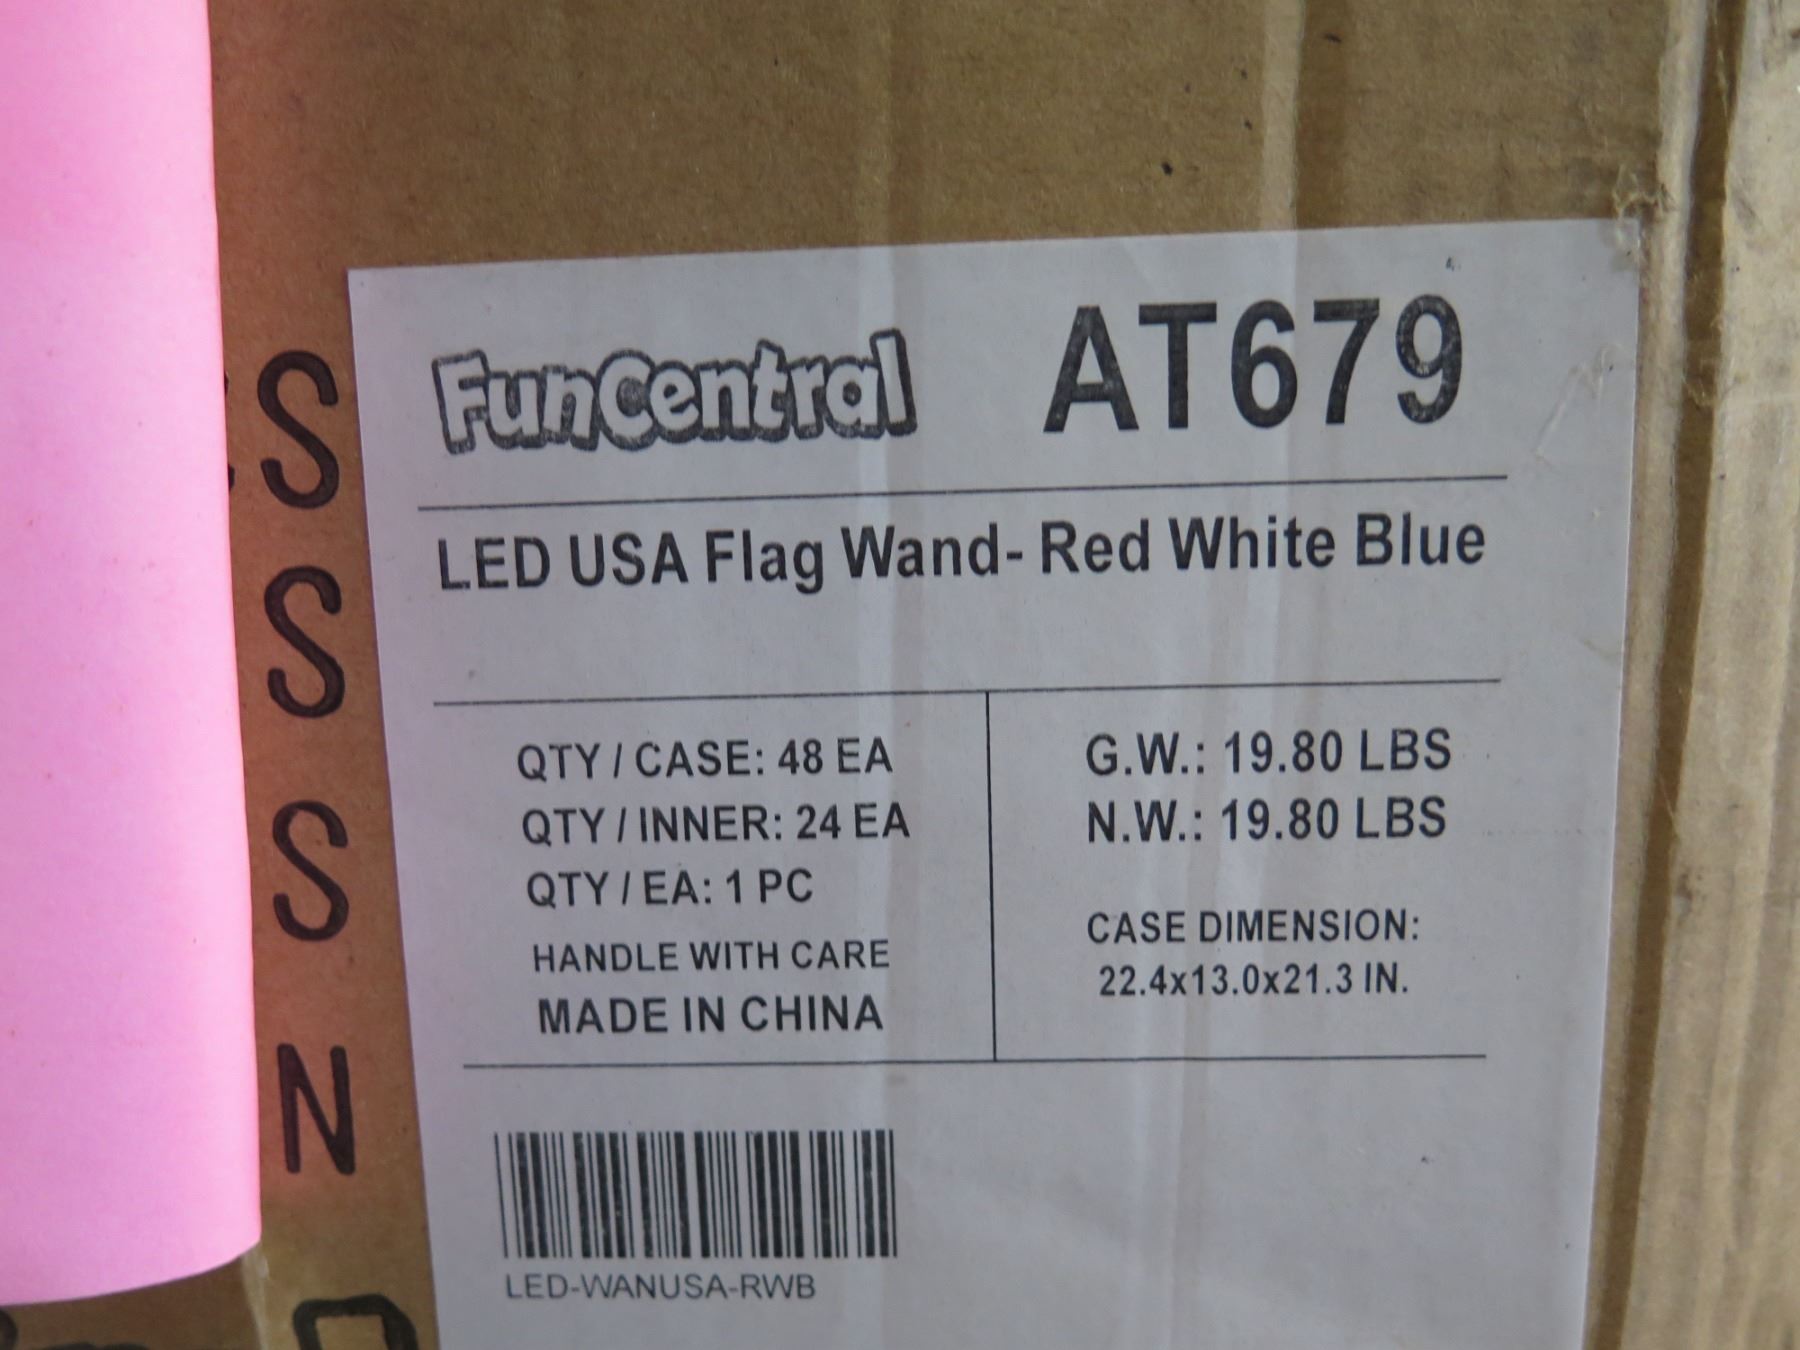 FunCentral AT679
LED USA Flag Wand- Red White Blue
QTY / CASE: 48 EA
QTY / INNER: 24 EA
QTY / EA: 1 PC
HANDLE WITH CARE
MADE IN CHINA
G.W.: 19.80 LBS
N.W.: 19.80 LBS
CASE DIMENSION:
22.4x13.0x21.3 IN.
LED-WANUSA-RWB
S
S
S
N